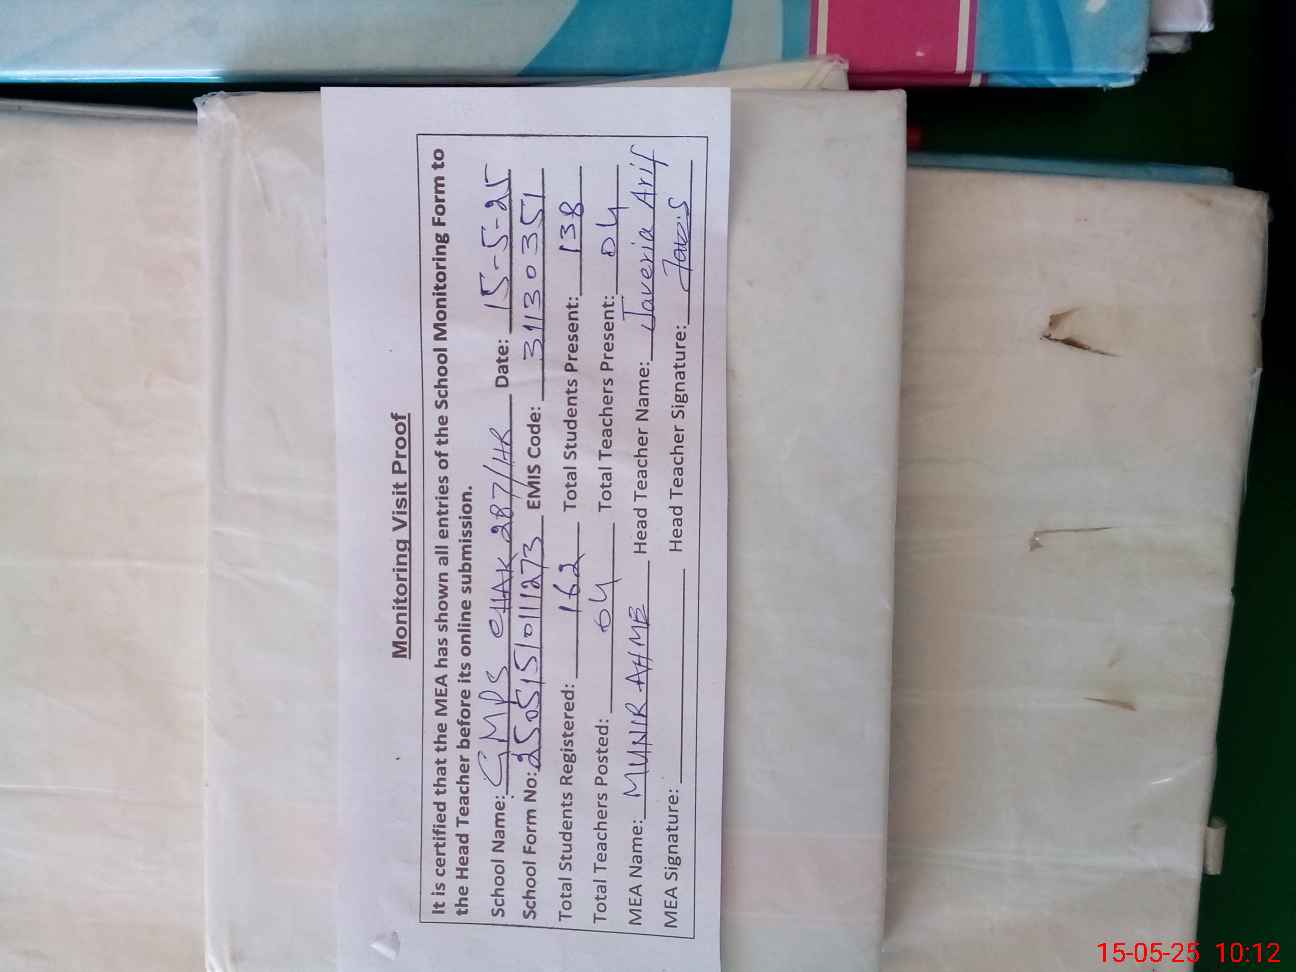 Monitoring Visit Proof
It is certified that the MEA has shown all entries of the School Monitoring Form to
the Head Teacher before its online submission.
School Name: GMPS CHAK 287/HR Date: 15-5-25
School Form No: 250515/0111273 EMIS Code: 31130351
Total Students Registered: 162 Total Students Present: 138
Total Teachers Posted: 04 Total Teachers Present: 04
MEA Name: MUNIR AHME Head Teacher Name: Javeria Arif
MEA Signature: Head Teacher Signature:
15-05-25 10:12